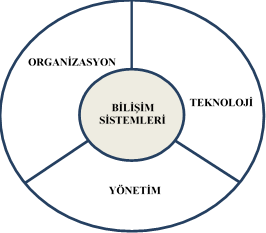 ORGANİZASYON
TEKNOLOJİ
BİLİŞİM
SİSTEMLERİ
YÖNETİM